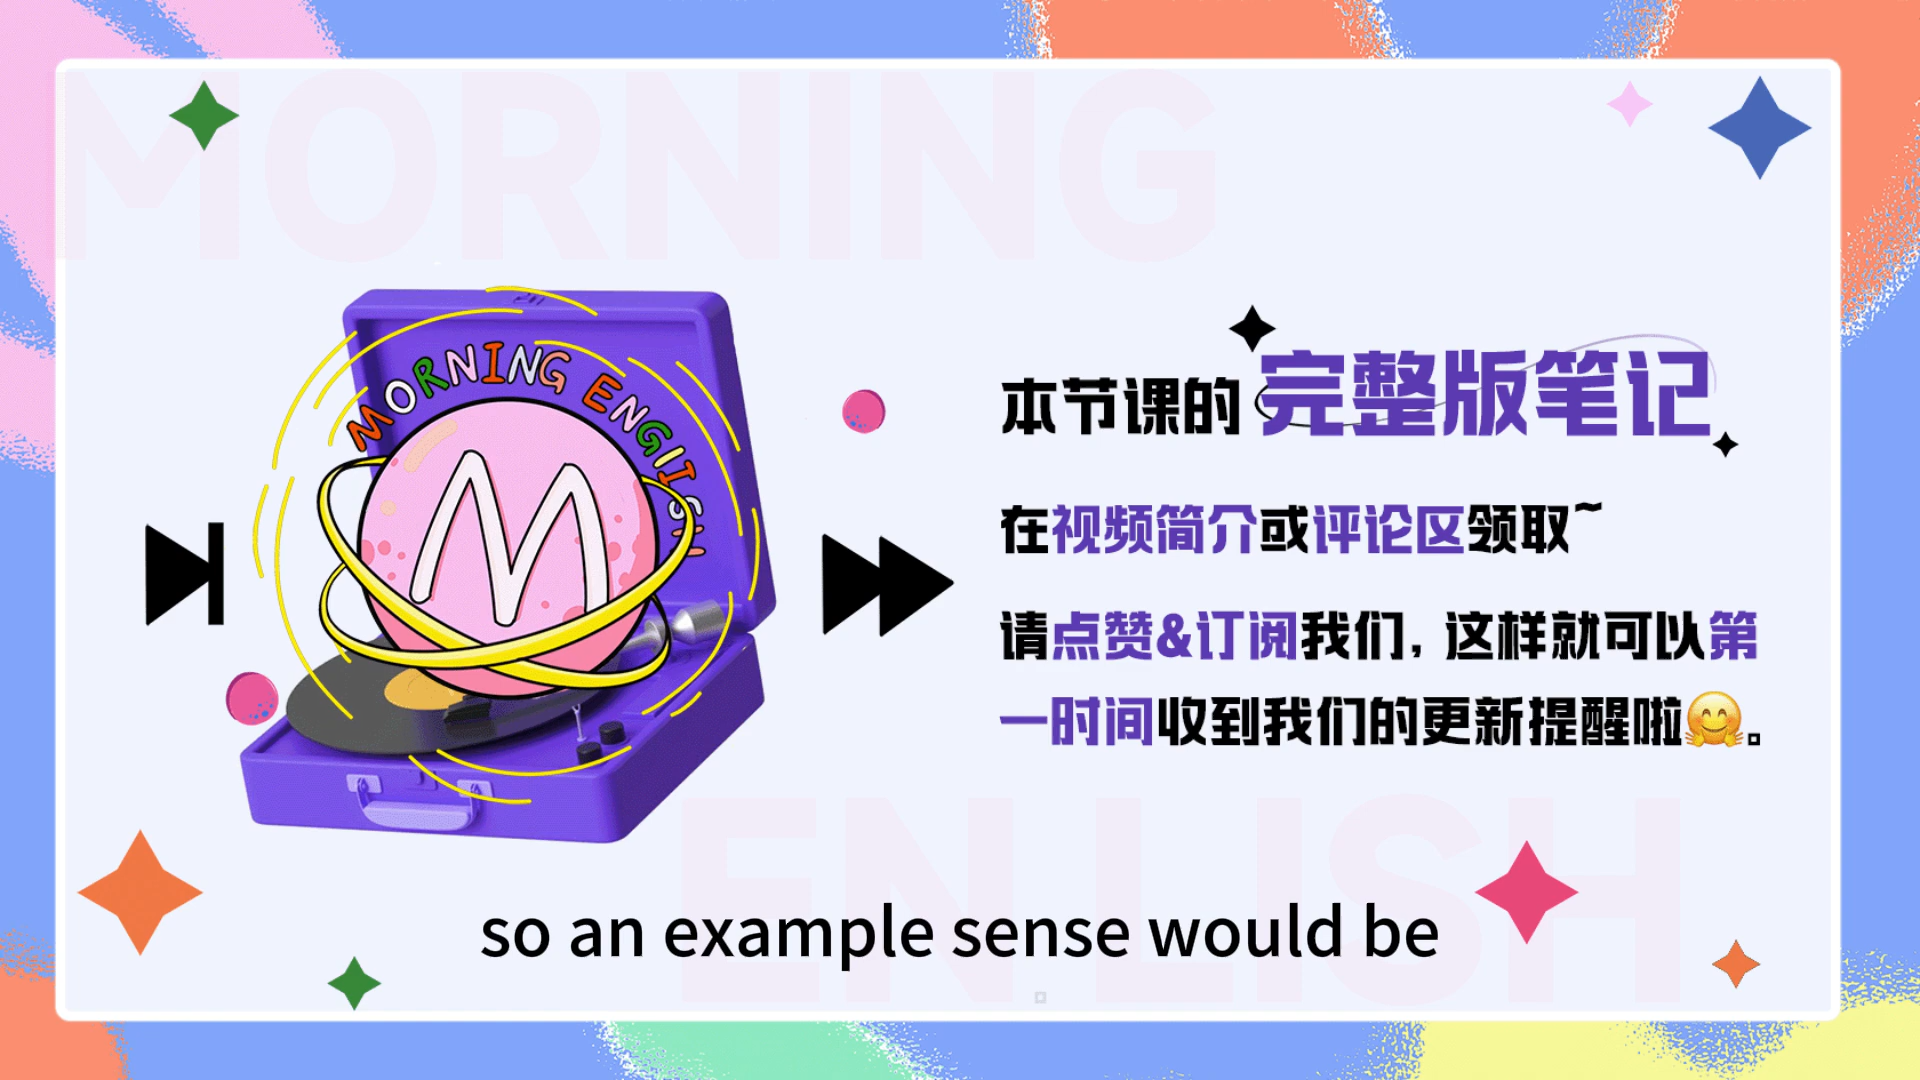 MORNING
MORNING ENGLISH
M
本节课的 完整版笔记
在视频简介或评论区领取~
请点赞&订阅我们，这样就可以第
一时间收到我们的更新提醒啦🤗。
EN LISH
so an example sense would be